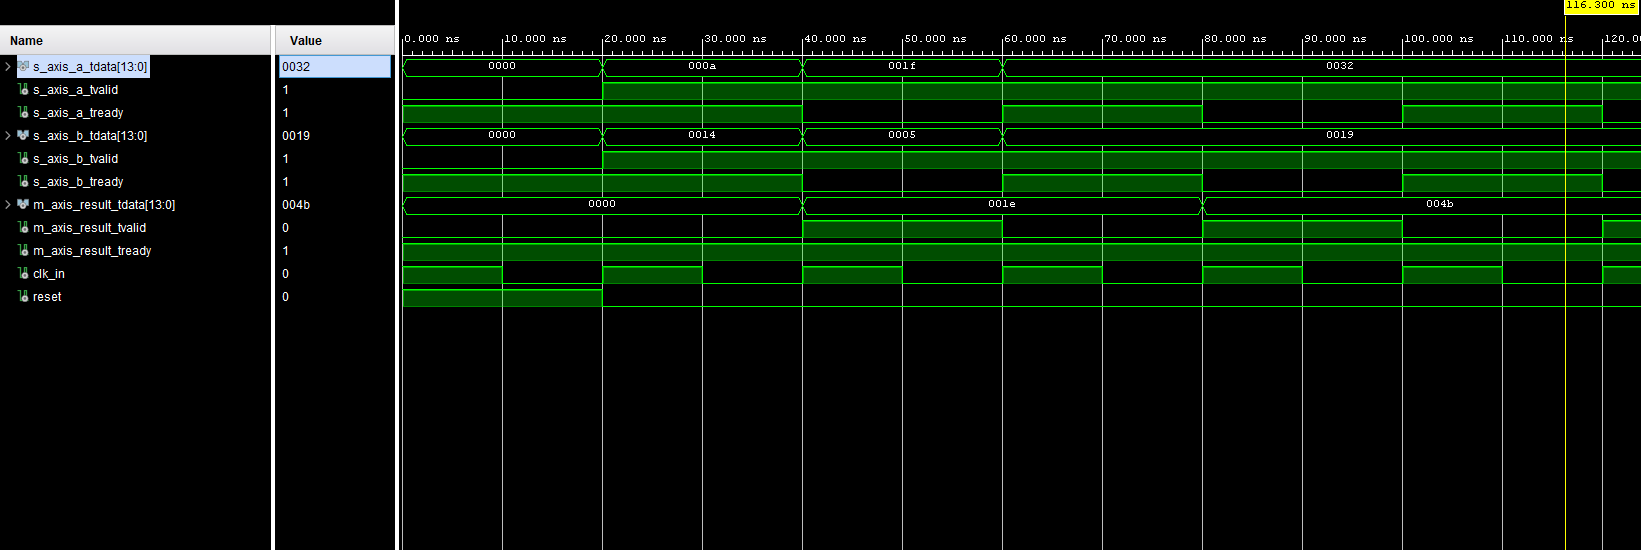 116.300 ns
Name Value
0.000 ns 10.000 ns 20.000 ns 30.000 ns 40.000 ns 50.000 ns 60.000 ns 70.000 ns 80.000 ns 90.000 ns 100.000 ns 110.000 ns 120.0
s_axis_a_tdata[13:0] 0032 0000 000a 001f 0032
s_axis_a_tvalid 1
s_axis_a_tready 1
s_axis_b_tdata[13:0] 0019 0000 0014 0005 0019
s_axis_b_tvalid 1
s_axis_b_tready 1
m_axis_result_tdata[13:0] 004b 0000 001e 004b
m_axis_result_tvalid 0
m_axis_result_tready 1
clk_in 0
reset 0